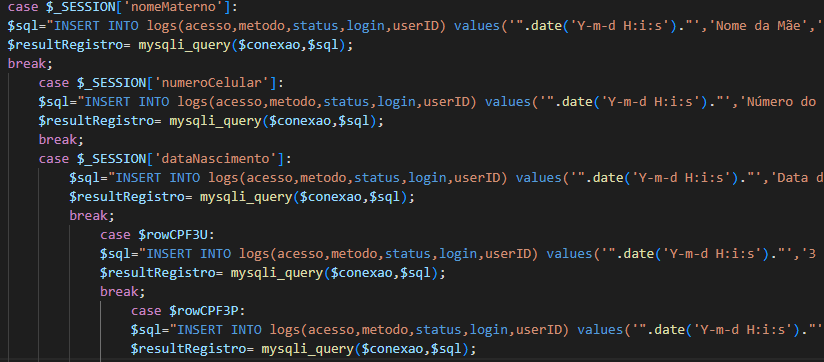 case $_SESSION['nomeMaterno']:
$sql="INSERT INTO logs(acesso,metodo,status,login,userID) values('".date('Y-m-d H:i:s')."','Nome da Mãe','
$resultRegistro= mysqli_query($conexao,$sql);
break;
case $_SESSION['numeroCelular']:
$sql="INSERT INTO logs(acesso,metodo,status,login,userID) values('".date('Y-m-d H:i:s')."','Número do
$resultRegistro= mysqli_query($conexao,$sql);
break;
case $_SESSION['dataNascimento']:
$sql="INSERT INTO logs(acesso,metodo,status,login,userID) values('".date('Y-m-d H:i:s')."','Data d
$resultRegistro= mysqli_query($conexao,$sql);
break;
case $rowCPF3U:
$sql="INSERT INTO logs(acesso,metodo,status,login,userID) values('".date('Y-m-d H:i:s')."','3
$resultRegistro= mysqli_query($conexao,$sql);
break;
case $rowCPF3P:
$sql="INSERT INTO logs(acesso,metodo,status,login,userID) values('".date('Y-m-d H:i:s')."'
$resultRegistro= mysqli_query($conexao,$sql);